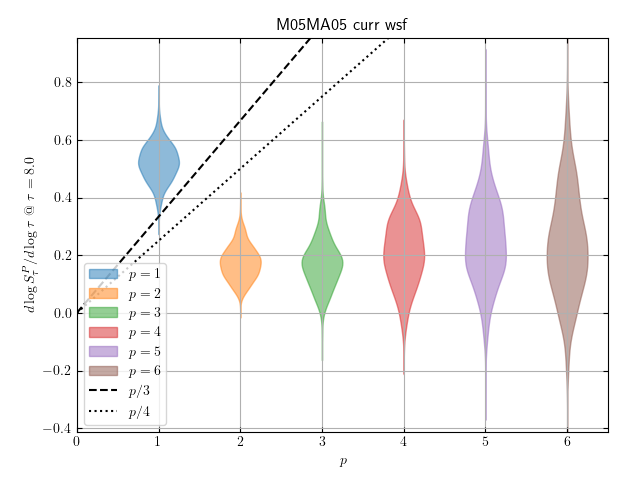 M05MA05 curr wsf
d log S_τ^P / d log τ @ τ = 8.0
0.8
0.6
0.4
0.2
0.0
−0.2
−0.4
p = 1
p = 2
p = 3
p = 4
p = 5
p = 6
p/3
p/4
0 1 2 3 4 5 6
p